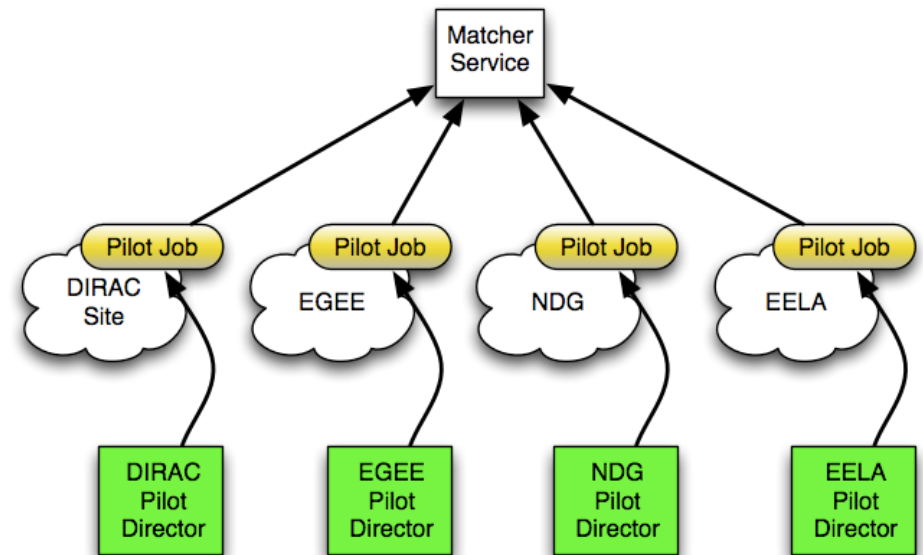 Matcher
Service
Pilot Job
Pilot Job
Pilot Job
Pilot Job
DIRAC
Site
EGEE
NDG
EELA
DIRAC
Pilot
Director
EGEE
Pilot
Director
NDG
Pilot
Director
EELA
Pilot
Director